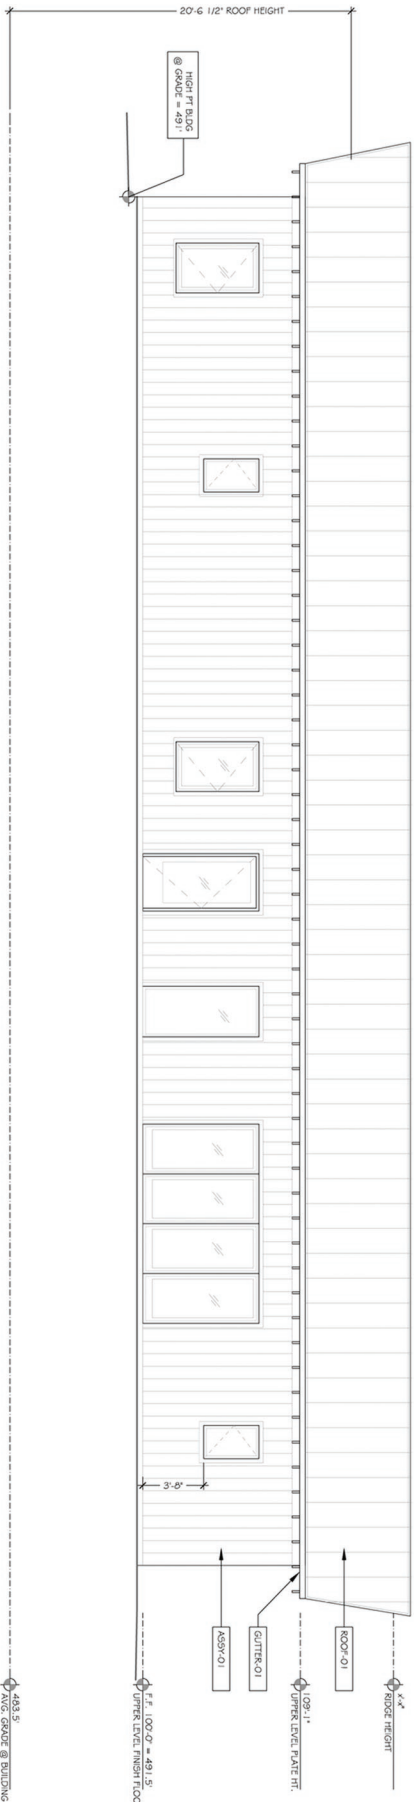 20'-6 1/2" ROOF HEIGHT
HIGH PT BLDG
@ GRADE = 491'
3'-8"
ROOF-01
GUTTER-01
ASSY-01
X'-X"
RIDGE HEIGHT
109'-1"
UPPER LEVEL PLATE HT.
F.F. 100'-0" = 491.5'
UPPER LEVEL FINISH FLOO
483.5'
AVG. GRADE @ BUILDING